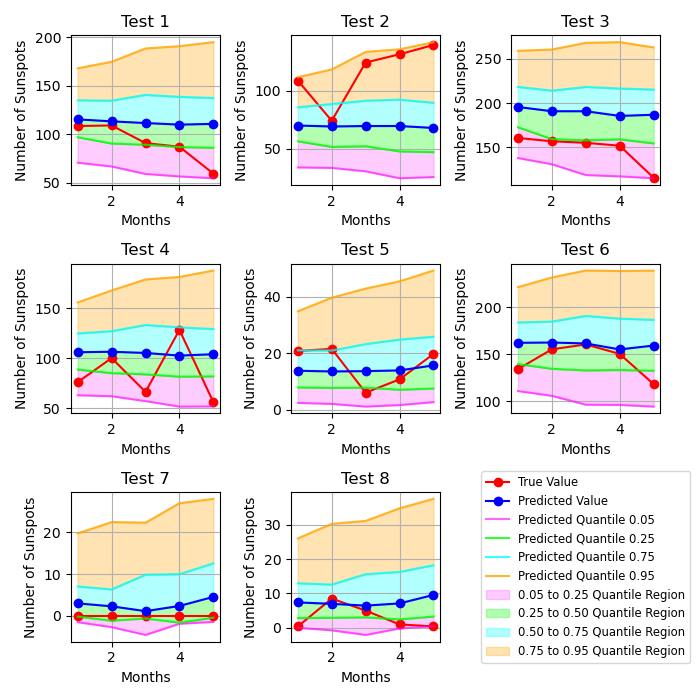 Test 1
Number of Sunspots
200
150
100
50
2
4
Months
Test 2
Number of Sunspots
100
50
2
4
Months
Test 3
Number of Sunspots
250
200
150
2
4
Months
Test 4
Number of Sunspots
150
100
50
2
4
Months
Test 5
Number of Sunspots
40
20
0
2
4
Months
Test 6
Number of Sunspots
200
150
100
2
4
Months
Test 7
Number of Sunspots
20
10
0
2
4
Months
Test 8
Number of Sunspots
30
20
10
0
2
4
Months
True Value
Predicted Value
Predicted Quantile 0.05
Predicted Quantile 0.25
Predicted Quantile 0.75
Predicted Quantile 0.95
0.05 to 0.25 Quantile Region
0.25 to 0.50 Quantile Region
0.50 to 0.75 Quantile Region
0.75 to 0.95 Quantile Region